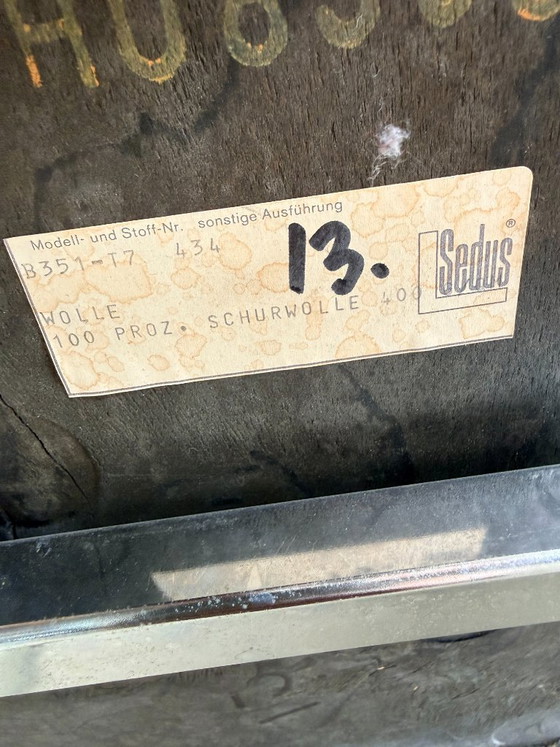 Modell- und Stoff-Nr. sonstige Ausführung
B351-T7 434
13.
Sedus®
WOLLE
100 PROZ. SCHURWOLLE 400